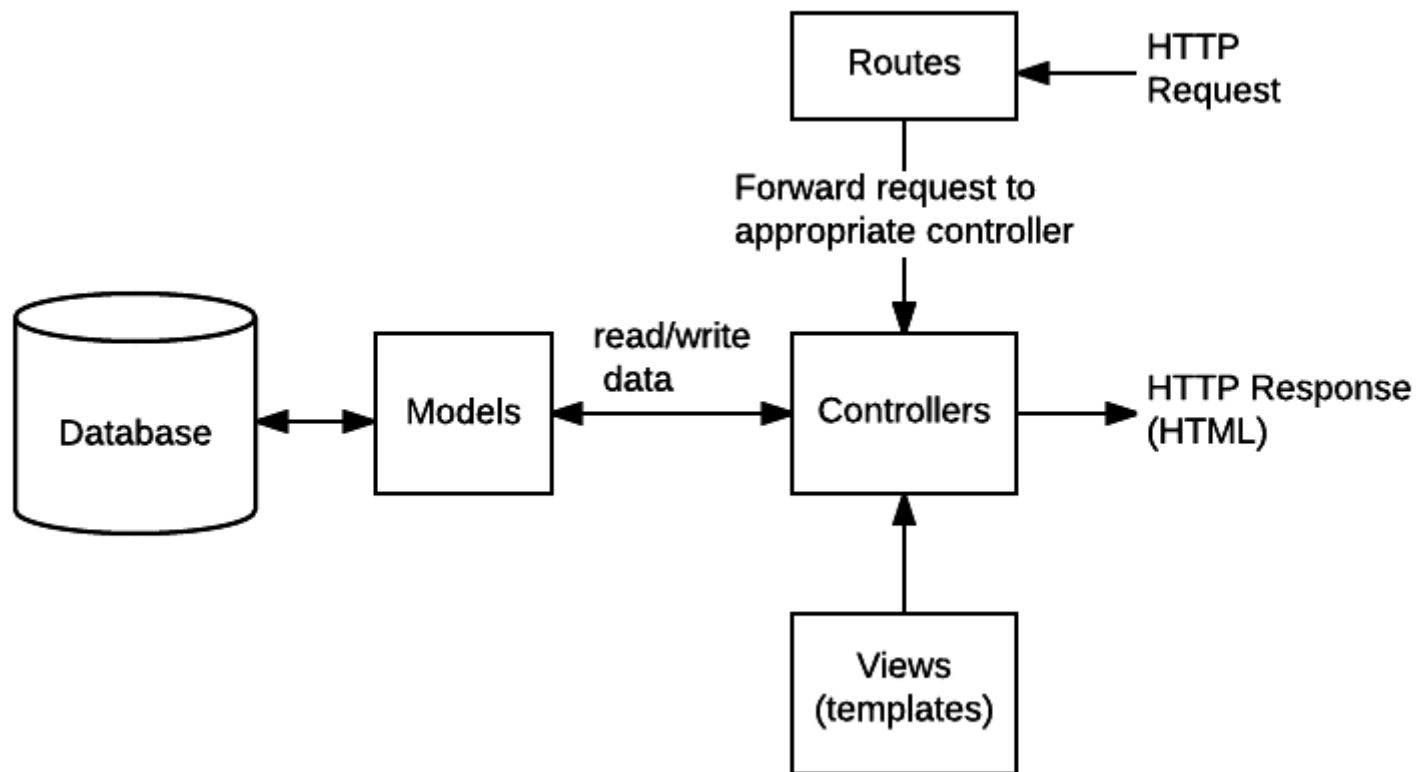 Routes
HTTP
Request
Forward request to
appropriate controller
Database
Models
read/write
data
Controllers
HTTP Response
(HTML)
Views
(templates)